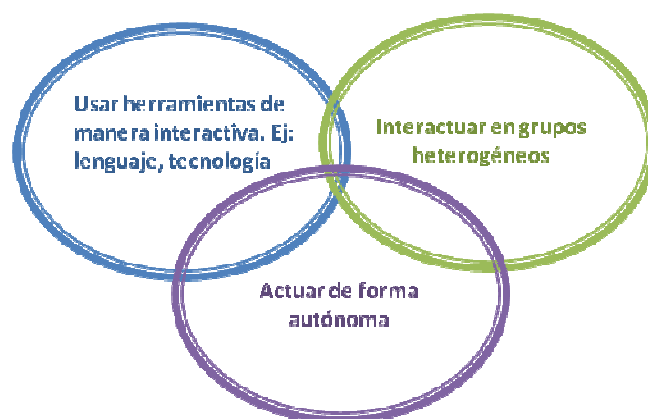 Usar herramientas de
manera interactiva. Ej:
lenguaje, tecnología
Interactuar en grupos
heterogéneos
Actuar de forma
autónoma